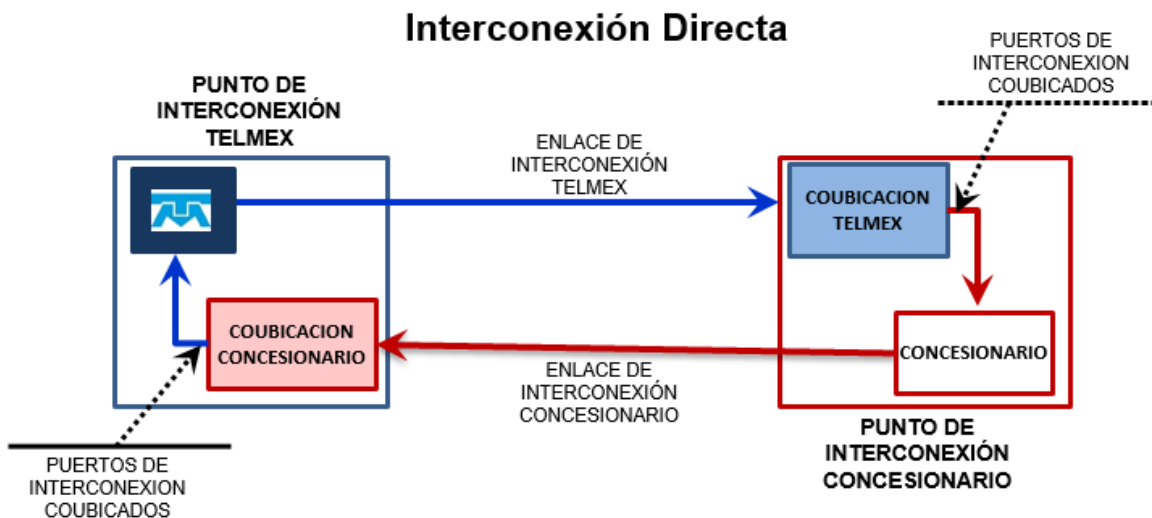 Interconexión Directa
PUERTOS DE
INTERCONEXION
COUBICADOS
PUNTO DE
INTERCONEXIÓN
TELMEX
ENLACE DE
INTERCONEXIÓN
TELMEX
COUBICACION
TELMEX
COUBICACION
CONCESIONARIO
CONCESIONARIO
ENLACE DE
INTERCONEXIÓN
CONCESIONARIO
PUNTO DE
INTERCONEXIÓN
CONCESIONARIO
PUERTOS DE
INTERCONEXION
COUBICADOS